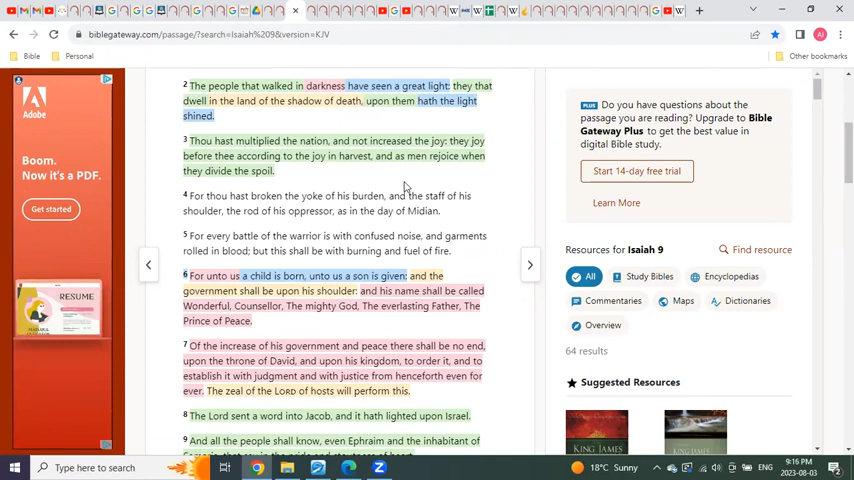 biblegateway.com/passage/?search=Isaiah%209&version=KJV
AI
Bible
Personal
Other bookmarks
2 The people that walked in darkness have seen a great light: they that
dwell in the land of the shadow of death, upon them hath the light
shined.
3 Thou hast multiplied the nation, and not increased the joy: they joy
before thee according to the joy in harvest, and as men rejoice when
they divide the spoil.
4 For thou hast broken the yoke of his burden, and the staff of his
shoulder, the rod of his oppressor, as in the day of Midian.
5 For every battle of the warrior is with confused noise, and garments
rolled in blood; but this shall be with burning and fuel of fire.
6 For unto us a child is born, unto us a son is given: and the
government shall be upon his shoulder: and his name shall be called
Wonderful, Counsellor, The mighty God, The everlasting Father, The
Prince of Peace.
7 Of the increase of his government and peace there shall be no end,
upon the throne of David, and upon his kingdom, to order it, and to
establish it with judgment and with justice from henceforth even for
ever. The zeal of the LORD of hosts will perform this.
8 The Lord sent a word into Jacob, and it hath lighted upon Israel.
9 And all the people shall know, even Ephraim and the inhabitant of
Adobe
Boom.
Now it's a PDF.
Get started
RESUME
PLUS Do you have questions about the
passage you are reading? Upgrade to
Bible Gateway Plus to get the best value in
digital Bible study.
Start 14-day free trial
Learn More
Resources for Isaiah 9
Find resource
All
Study Bibles
Encyclopedias
Commentaries
Maps
Dictionaries
Overview
64 results
Suggested Resources
KING JAMES
Type here to search
18°C Sunny
ENG
9:16 PM
2023-08-03
2